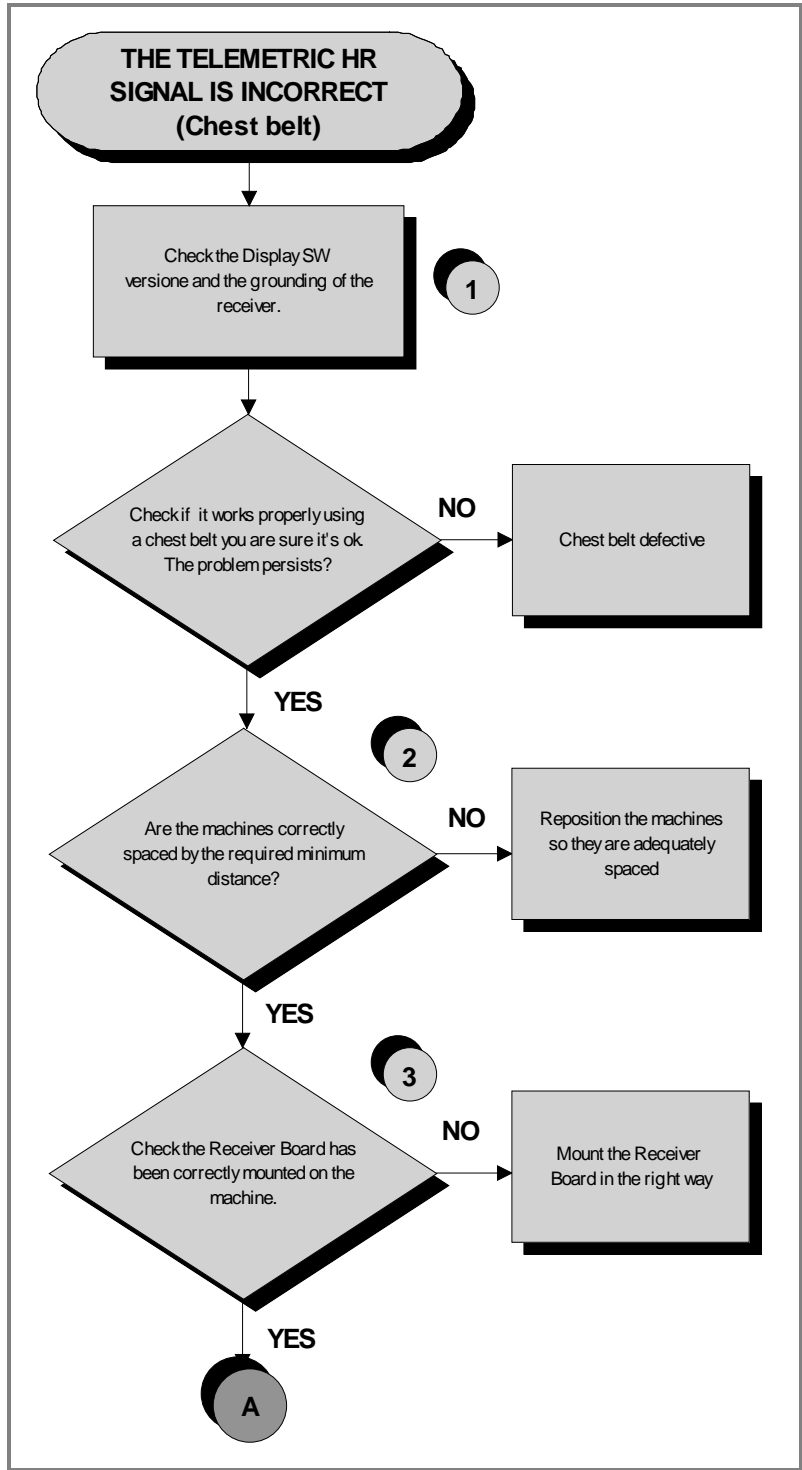 THE TELEMETRIC HR
SIGNAL IS INCORRECT
(Chest belt)
Check the Display SW
versione and the grounding of the
receiver.
1
Check if it works properly using
a chest belt you are sure it's ok.
The problem persists?
NO
Chest belt defective
YES
2
Are the machines correctly
spaced by the required minimum
distance?
NO
Reposition the machines
so they are adequately
spaced
YES
3
Check the Receiver Board has
been correctly mounted on the
machine.
NO
Mount the Receiver
Board in the right way
YES
A